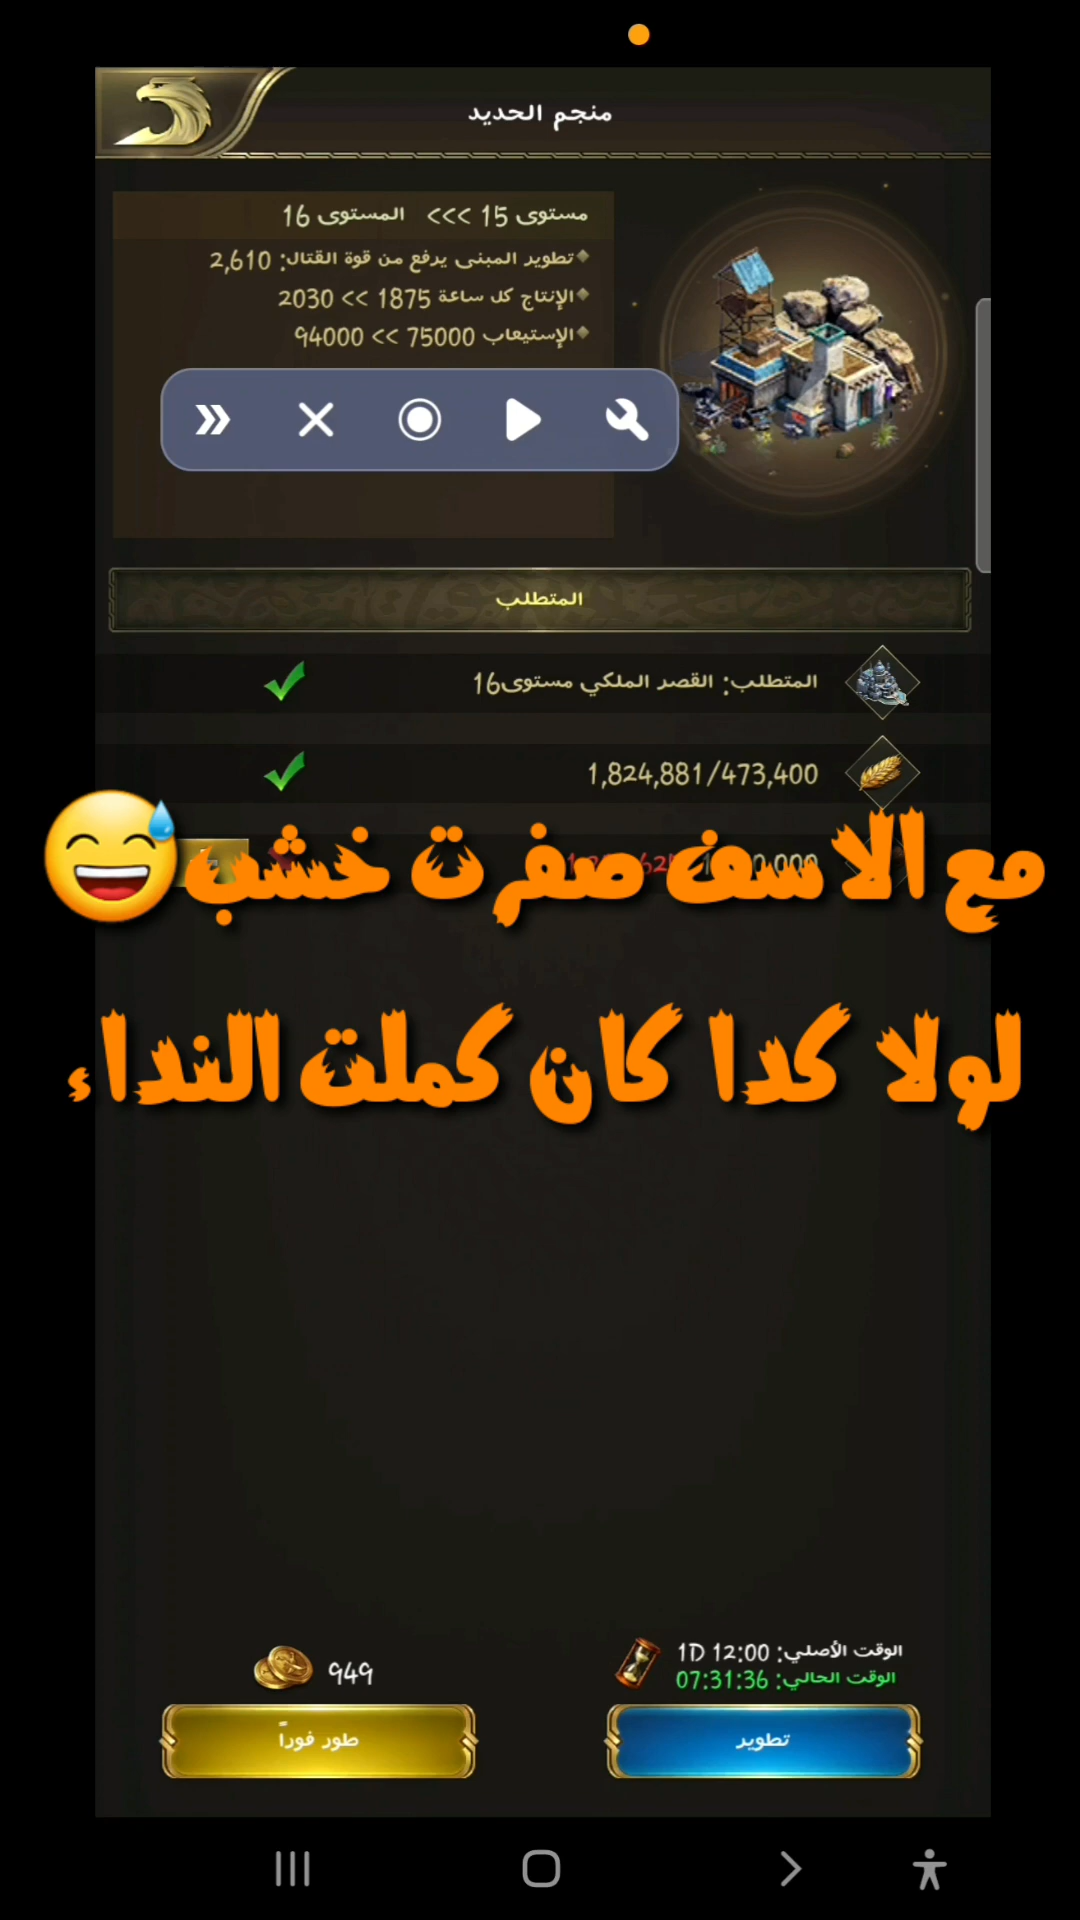 منجم الحديد
مستوى 15 >>> المستوى 16
تطوير المبنى يرفع من قوة القتال: 2,610
الإنتاج كل ساعة 1875 >> 2030
الإستيعاب 75000 >> 94000
المتطلب
المتطلب: القصر الملكي مستوى16
1,824,881/473,400
مع الاسف صفرت خشب😅
لولا كدا كان كملت النداء
الوقت الأصلي: 1D 12:00
الوقت الحالي: 07:31:36
949
تطوير
طور فوراً